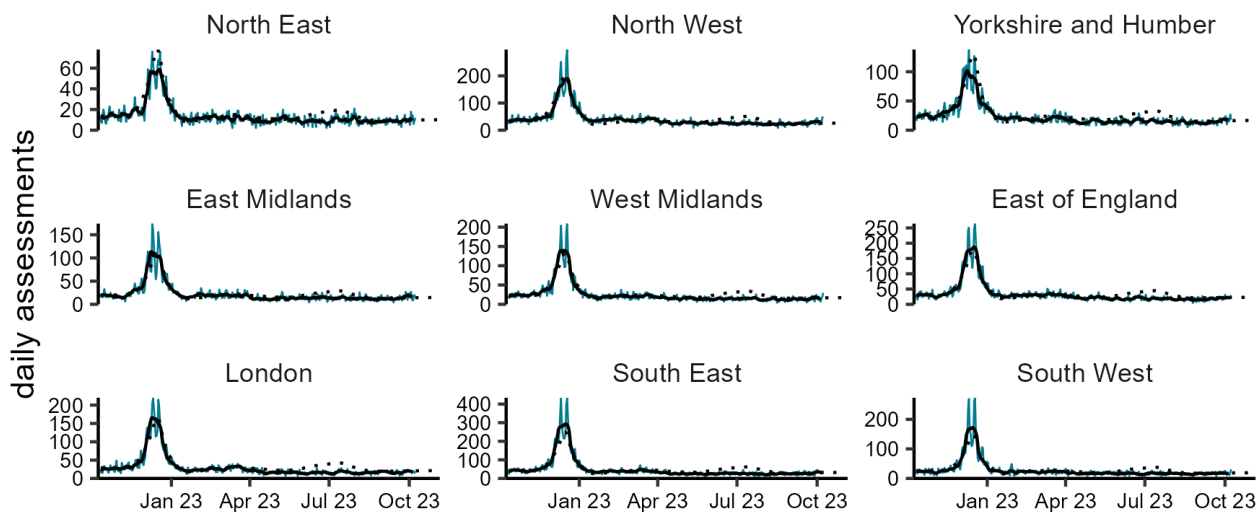 North East North West Yorkshire and Humber
60 200 100
40
20 100 50
0 0 0
daily assessments
East Midlands West Midlands East of England
150 200 250
100 150 200
50 100 150
0 50 100
0 50
0
London South East South West
200 400 200
150 300
100 200 100
50 100
0 0 0
Jan 23 Apr 23 Jul 23 Oct 23 Jan 23 Apr 23 Jul 23 Oct 23 Jan 23 Apr 23 Jul 23 Oct 23